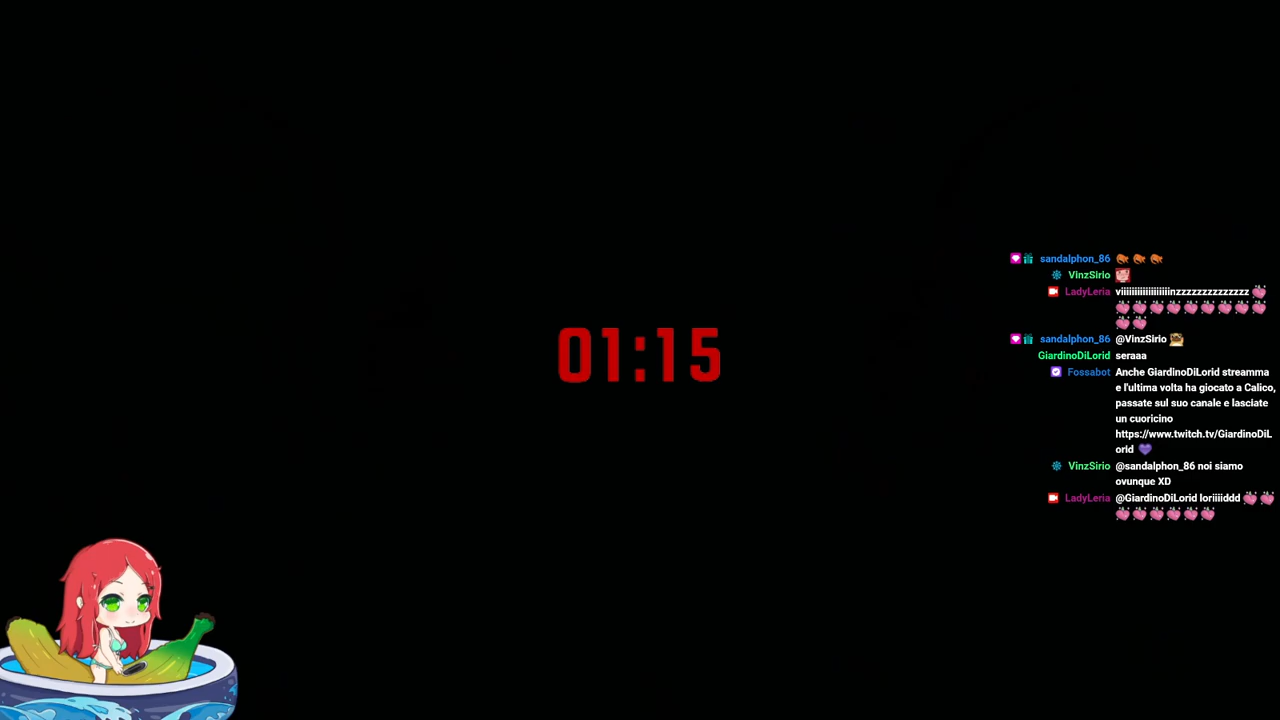 01:15
sandalphon_86
VinzSirio
LadyLeria viiiiiiiiiiiiiiiiiinzzzzzzzzzzzzzz
sandalphon_86 @VinzSirio
GiardinoDiLorid seraaa
Fossabot Anche GiardinoDiLorid streamma
e l'ultima volta ha giocato a Calico,
passate sul suo canale e lasciate
un cuoricino
https://www.twitch.tv/GiardinoDiL
orid
VinzSirio @sandalphon_86 noi siamo
ovunque XD
LadyLeria @GiardinoDiLorid loriiiiddd